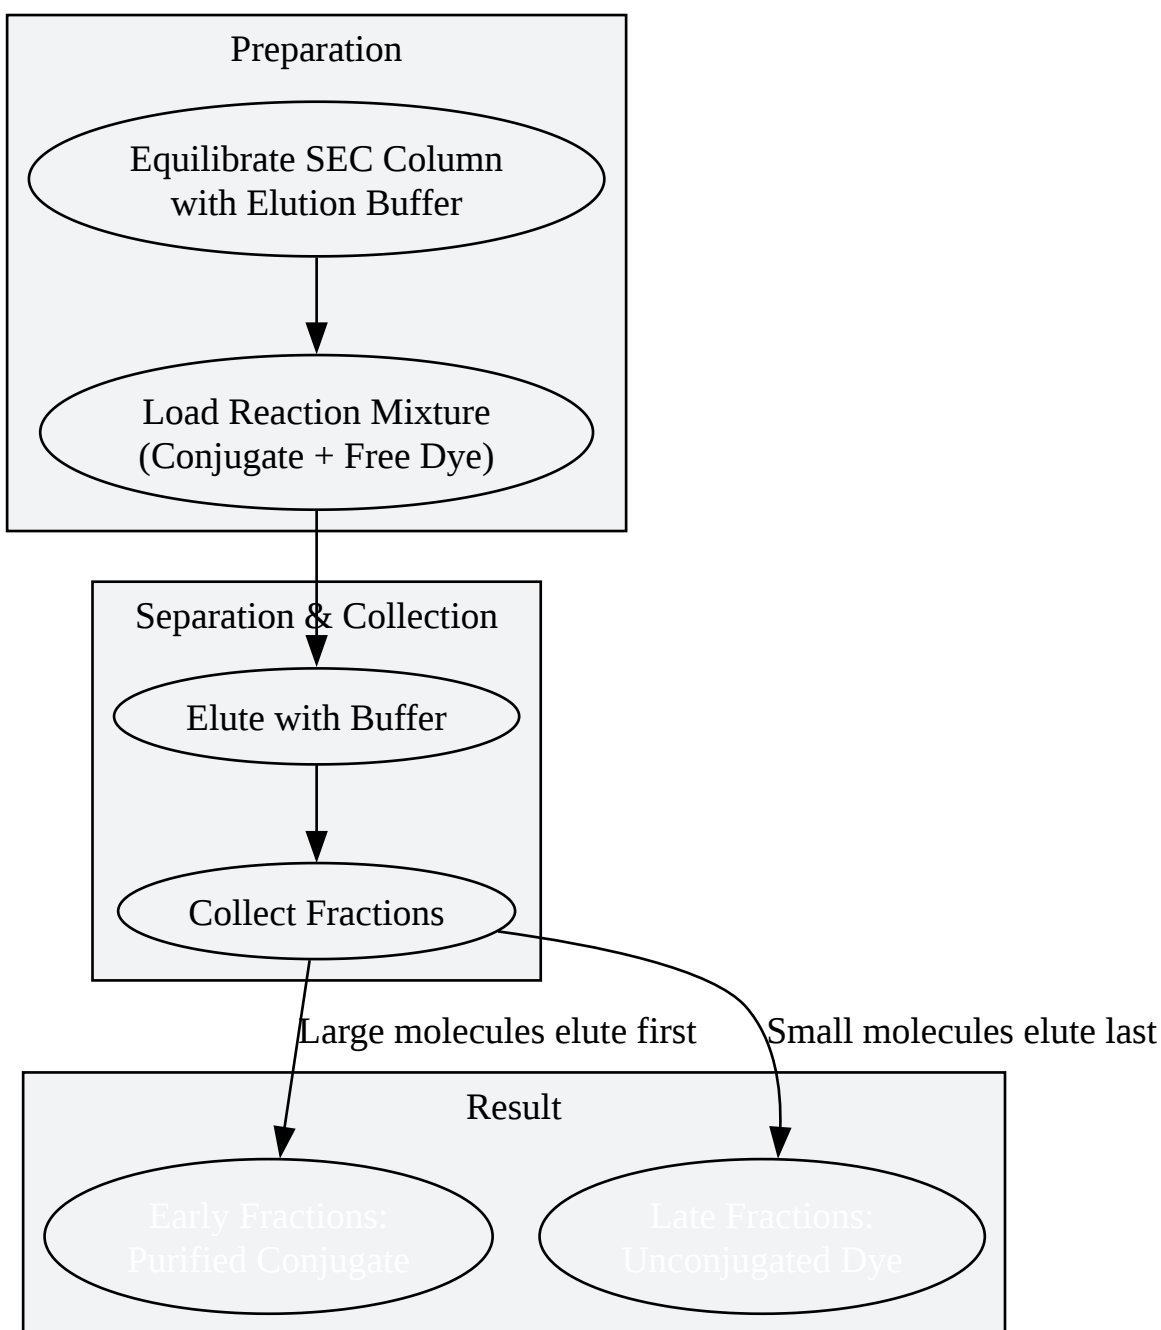 Preparation
Equilibrate SEC Column
with Elution Buffer
Load Reaction Mixture
(Conjugate + Free Dye)
Separation & Collection
Elute with Buffer
Collect Fractions
Large molecules elute first
Small molecules elute last
Result
Early Fractions:
Purified Conjugate
Late Fractions:
Unconjugated Dye